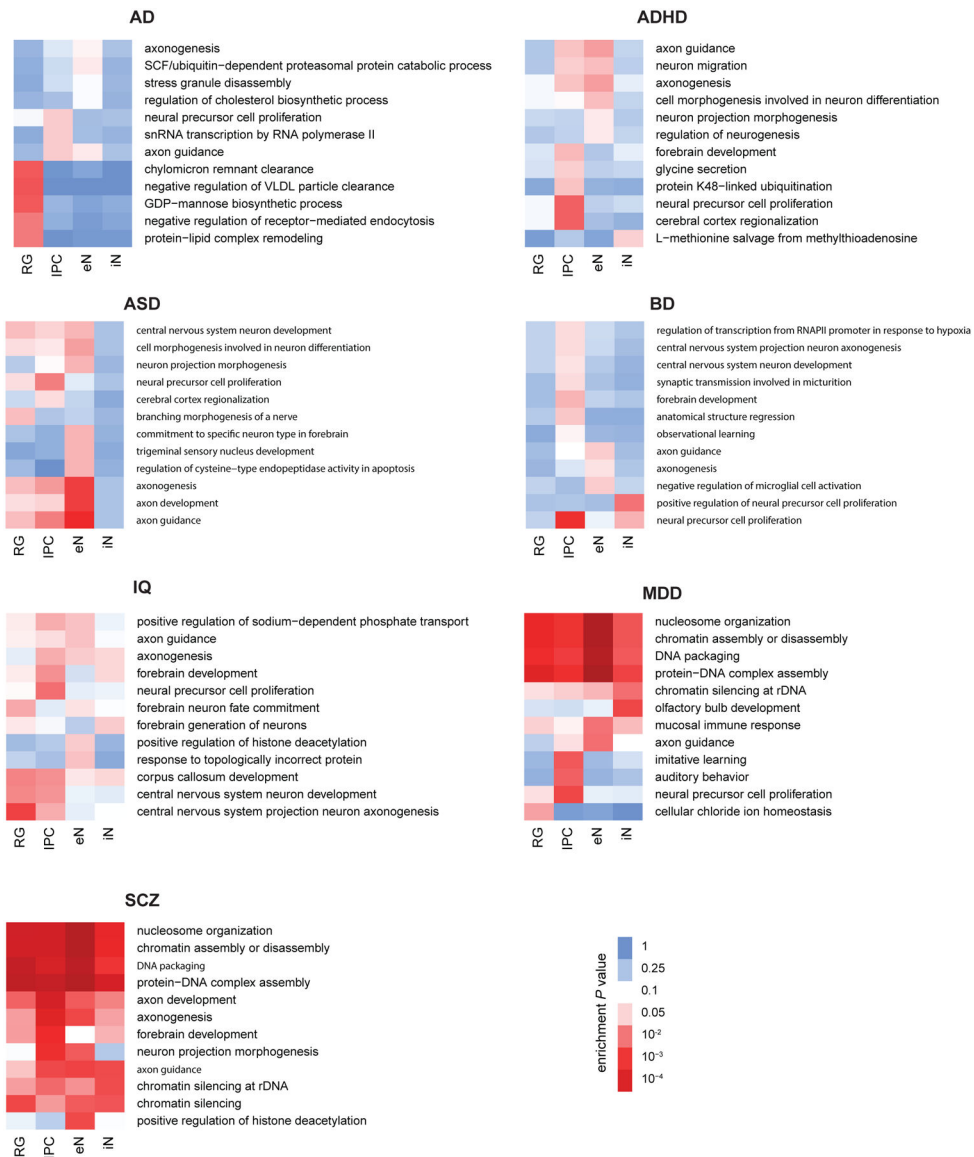 AD
axonogenesis
SCF/ubiquitin-dependent proteasomal protein catabolic process
stress granule disassembly
regulation of cholesterol biosynthetic process
neural precursor cell proliferation
snRNA transcription by RNA polymerase II
axon guidance
chylomicron remnant clearance
negative regulation of VLDL particle clearance
GDP-mannose biosynthetic process
negative regulation of receptor-mediated endocytosis
protein-lipid complex remodeling
RG
IPC
eN
iN
ADHD
axon guidance
neuron migration
axonogenesis
cell morphogenesis involved in neuron differentiation
neuron projection morphogenesis
regulation of neurogenesis
forebrain development
glycine secretion
protein K48-linked ubiquitination
neural precursor cell proliferation
cerebral cortex regionalization
L-methionine salvage from methylthioadenosine
RG
IPC
eN
iN
ASD
central nervous system neuron development
cell morphogenesis involved in neuron differentiation
neuron projection morphogenesis
neural precursor cell proliferation
cerebral cortex regionalization
branching morphogenesis of a nerve
commitment to specific neuron type in forebrain
trigeminal sensory nucleus development
regulation of cysteine-type endopeptidase activity in apoptosis
axonogenesis
axon development
axon guidance
RG
IPC
eN
iN
BD
regulation of transcription from RNAPII promoter in response to hypoxia
central nervous system projection neuron axonogenesis
central nervous system neuron development
synaptic transmission involved in micturition
forebrain development
anatomical structure regression
observational learning
axon guidance
axonogenesis
negative regulation of microglial cell activation
positive regulation of neural precursor cell proliferation
neural precursor cell proliferation
RG
IPC
eN
iN
IQ
positive regulation of sodium-dependent phosphate transport
axon guidance
axonogenesis
forebrain development
neural precursor cell proliferation
forebrain neuron fate commitment
forebrain generation of neurons
positive regulation of histone deacetylation
response to topologically incorrect protein
corpus callosum development
central nervous system neuron development
central nervous system projection neuron axonogenesis
RG
IPC
eN
iN
MDD
nucleosome organization
chromatin assembly or disassembly
DNA packaging
protein-DNA complex assembly
chromatin silencing at rDNA
olfactory bulb development
mucosal immune response
axon guidance
imitative learning
auditory behavior
neural precursor cell proliferation
cellular chloride ion homeostasis
RG
IPC
eN
iN
SCZ
nucleosome organization
chromatin assembly or disassembly
DNA packaging
protein-DNA complex assembly
axon development
axonogenesis
forebrain development
neuron projection morphogenesis
axon guidance
chromatin silencing at rDNA
chromatin silencing
positive regulation of histone deacetylation
RG
IPC
eN
iN
enrichment P value
1
0.25
0.1
0.05
10⁻²
10⁻³
10⁻⁴